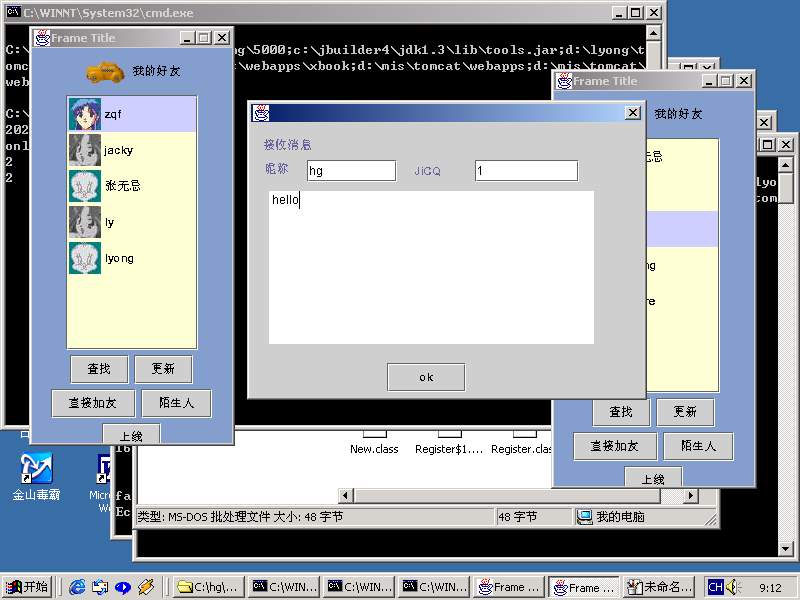 C:\WINNT\System32\cmd.exe
ng\5000;c:\jbuilder4\jdk1.3\lib\tools.jar;d:\lyong\t
\webapps\xbook;d:\mis\tomcat\webapps;d:\mis\tomcat\
omc
web
C:\
202
onl
2
2
Frame Title
我的好友
zqf
jacky
张无忌
ly
lyong
查找
更新
直接加友
陌生人
上线
接收消息
昵称
hg
JiCQ
1
hello
ok
Frame Title
我的好友
无忌
ng
re
查找
更新
直接加友
陌生人
上线
lyo
com
New.class
Register$1....
Register.clas
类型: MS-DOS 批处理文件 大小: 48 字节
48 字节
我的电脑
金山毒霸
Micro
Wo
fa
Ec
开始
C:\hg\...
C:\WIN...
C:\WIN...
C:\WIN...
Frame ...
Frame ...
未命名...
CH
9:12